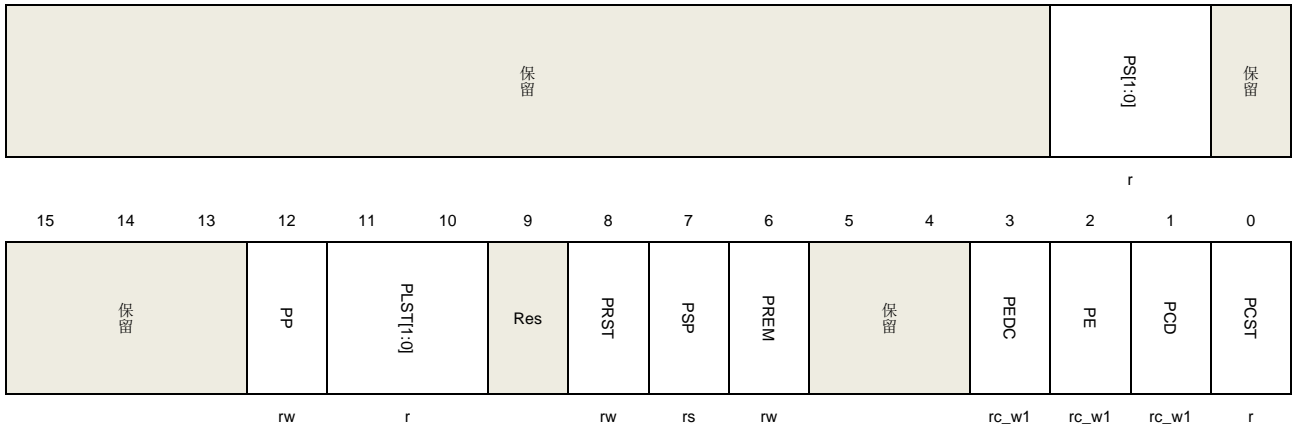 保留 PS[1:0] 保留
r
15 14 13 12 11 10 9 8 7 6 5 4 3 2 1 0
保留 PP PLST[1:0] Res PRST PSP PREM 保留 PEDC PE PCD PCST
rw r rw rs rw rc_w1 rc_w1 rc_w1 r